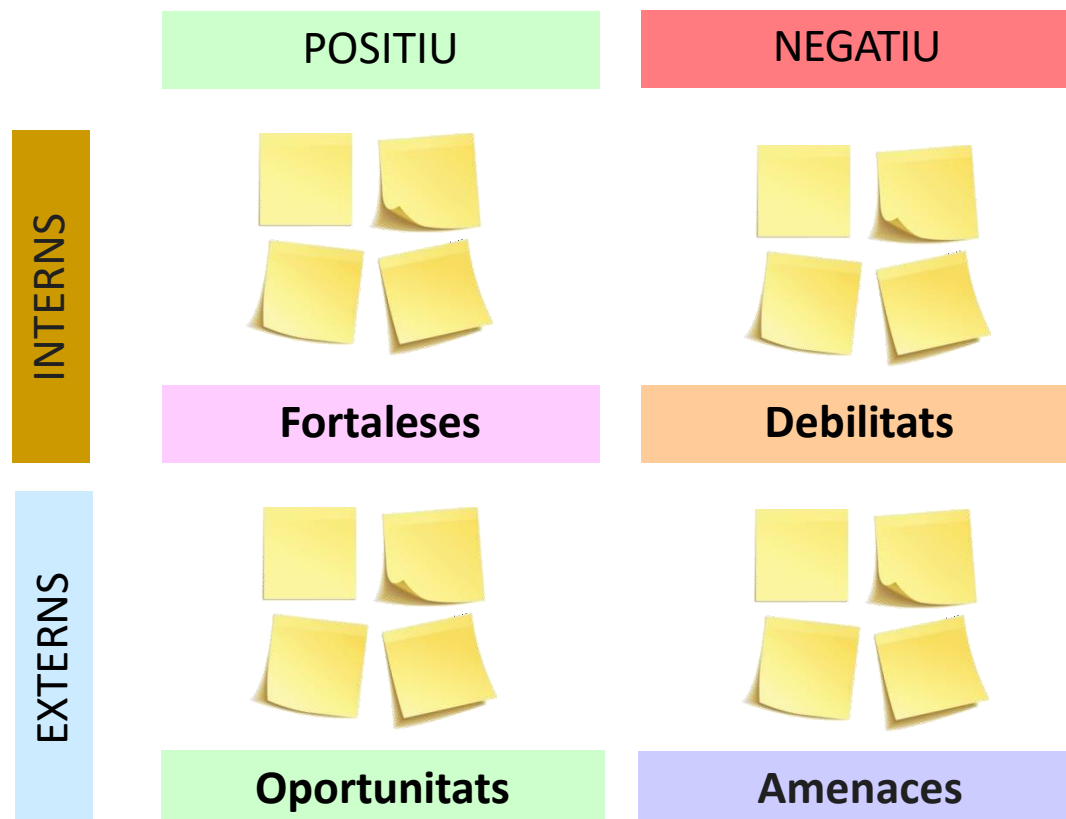 POSITIU
NEGATIU
INTERNS
Fortaleses
Debilitats
EXTERNS
Oportunitats
Amenaces